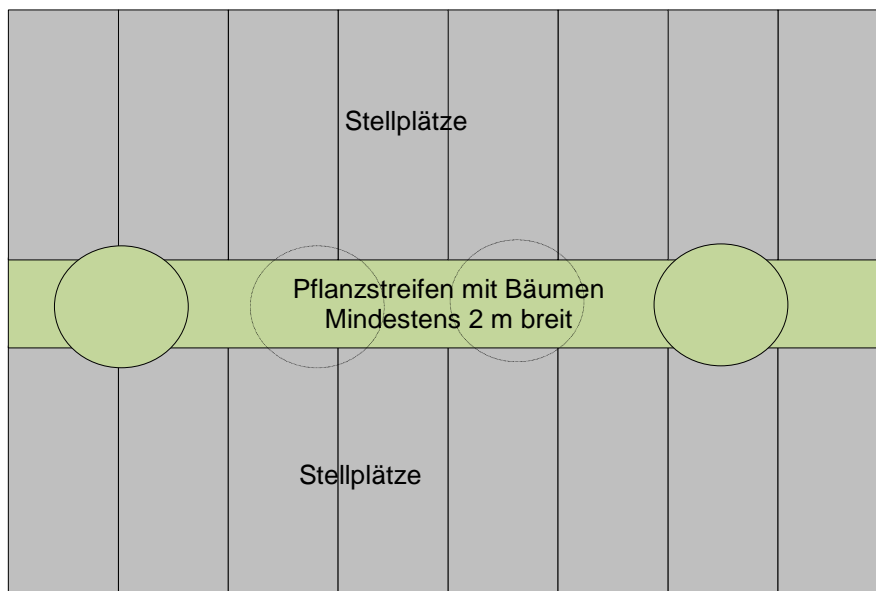 Stellplätze
Pflanzstreifen mit Bäumen
Mindestens 2 m breit
Stellplätze